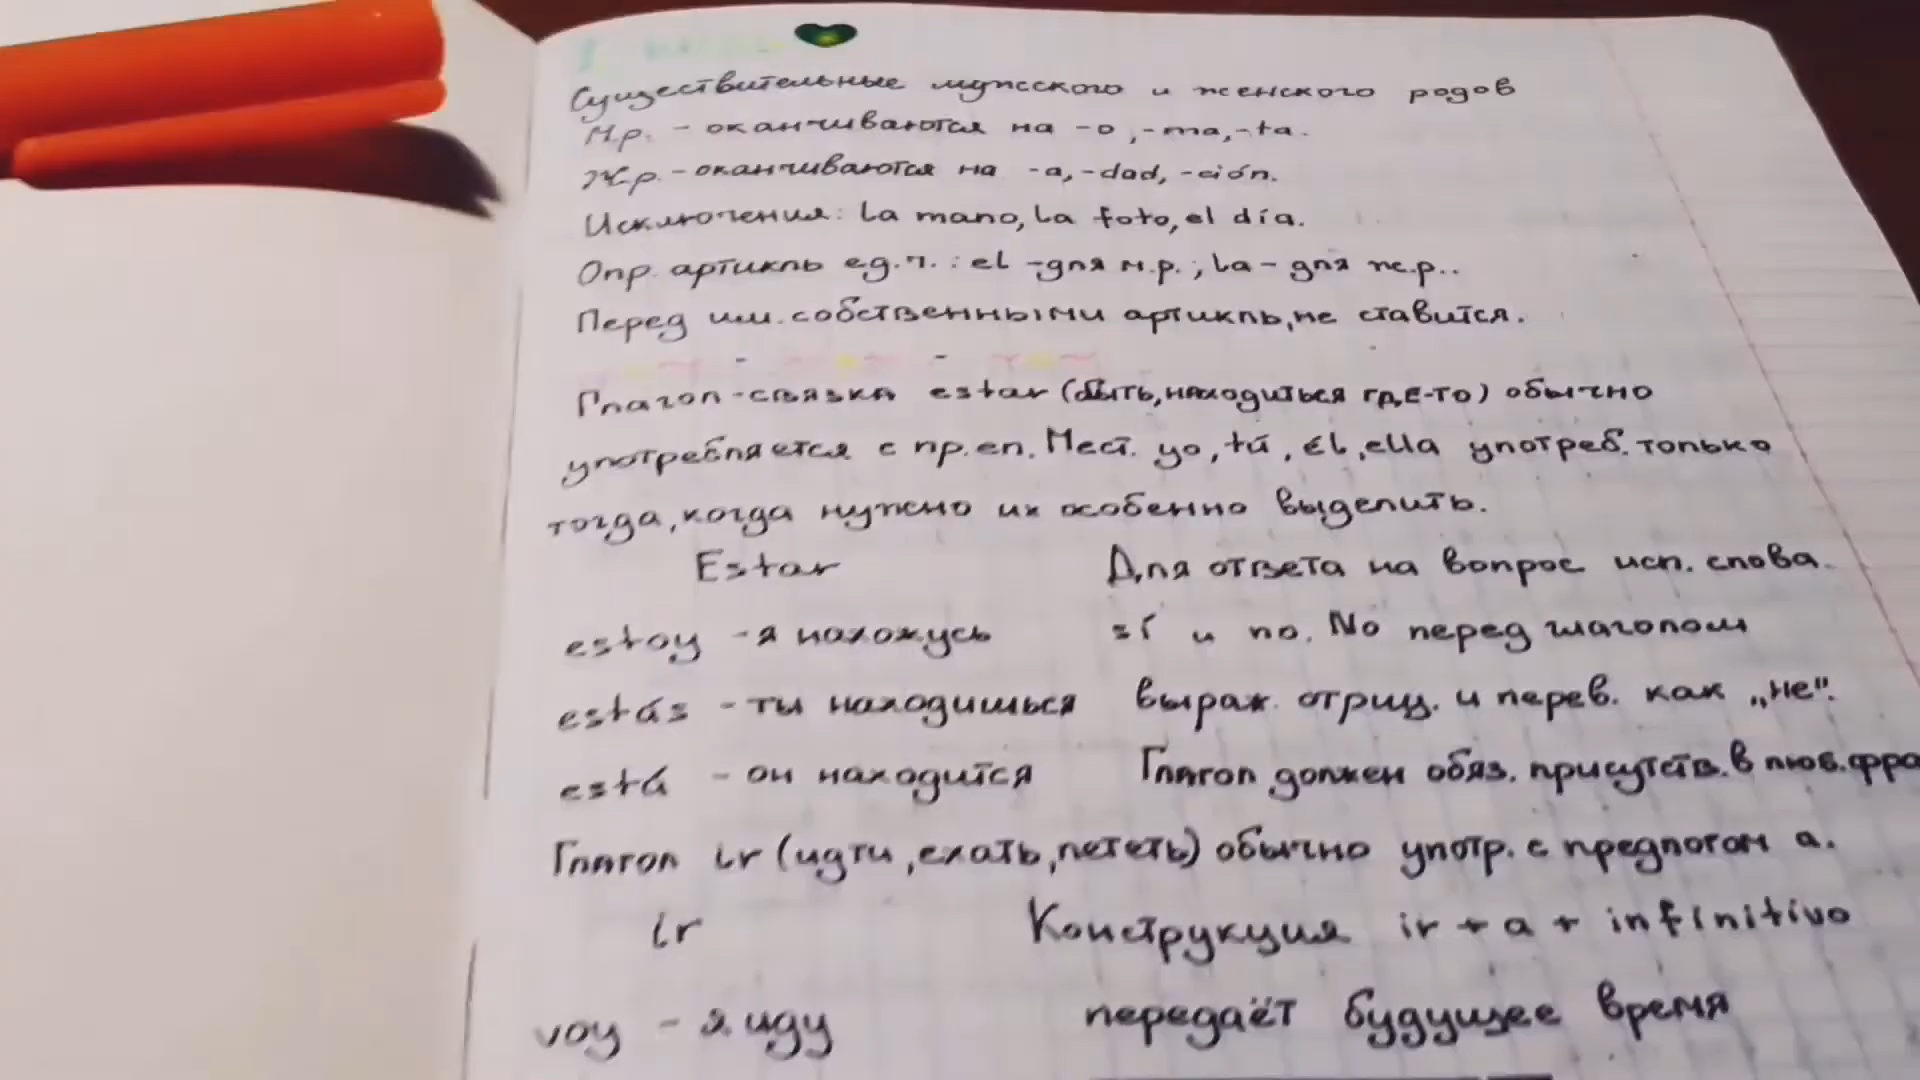 Существительные мужского и женского родов
М.р. - оканчиваются на -о, -ma, -ta.
Ж.р. - оканчиваются на -a, -dad, -ción.
Исключения: la mano, la foto, el día.
Опр. артикль ед.ч.: el - для м.р.; la - для ж.р..
Перед им. собственными артикль, не ставится.
Глагол-связка estar (быть, находиться где-то) обычно
употребляется с пр. еп. Мест. yo, tú, Él, ella употреб. только
тогда, когда нужно их особенно выделить.
Estar
Для ответа на вопрос исп. слова.
estoy - я нахожусь
sí и no. No перед глаголом
estás - ты находишься
выраж. отриц. и перев. как „не”.
está - он находится
Глагол должен обяз. присутств. в люб. фра
Глагол ir (идти, ехать, лететь) обычно употр. с предлогом a.
ir
Конструкция ir + a + infinitivo
voy - я иду
передаёт будущее время